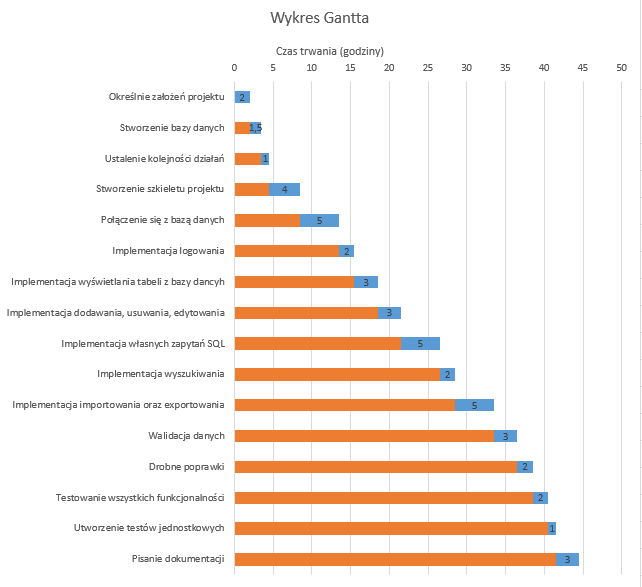 Wykres Gantta
Czas trwania (godziny)
0 5 10 15 20 25 30 35 40 45 50
Określnie założeń projektu 2
Stworzenie bazy danych 1,5
Ustalenie kolejności działań 1
Stworzenie szkieletu projektu 4
Połączenie się z bazą danych 5
Implementacja logowania 2
Implementacja wyświetlania tabeli z bazy dancyh 3
Implementacja dodawania, usuwania, edytowania 3
Implementacja własnych zapytań SQL 5
Implementacja wyszukiwania 2
Implementacja importowania oraz exportowania 5
Walidacja danych 3
Drobne poprawki 2
Testowanie wszystkich funkcjonalności 2
Utworzenie testów jednostkowych 1
Pisanie dokumentacji 3